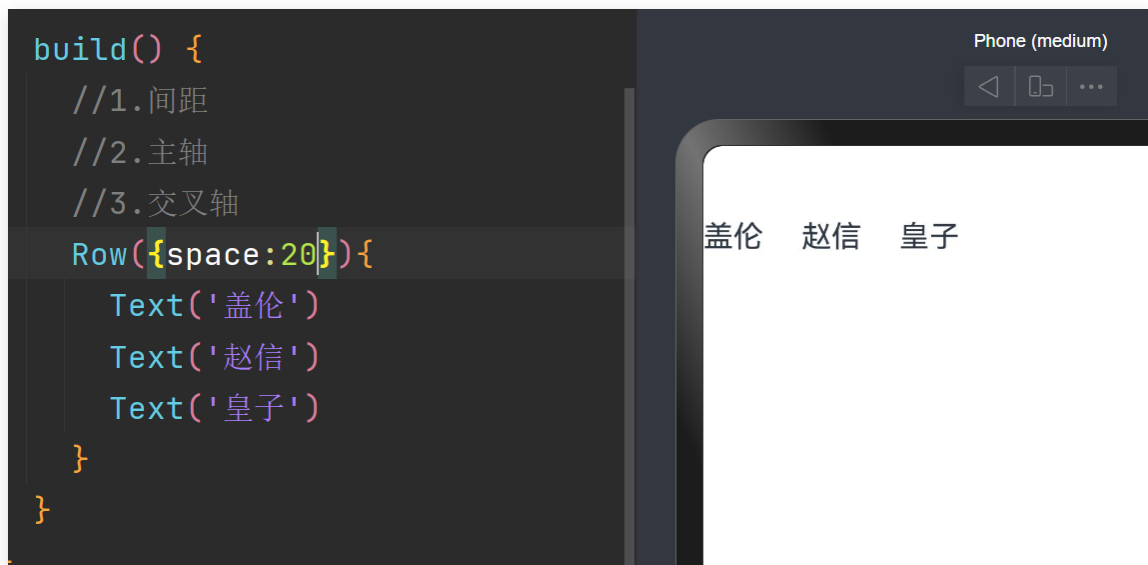 build() {
//1.间距
//2.主轴
//3.交叉轴
Row({space:20}){
Text('盖伦')
Text('赵信')
Text('皇子')
}
}
Phone (medium)
盖伦 赵信 皇子